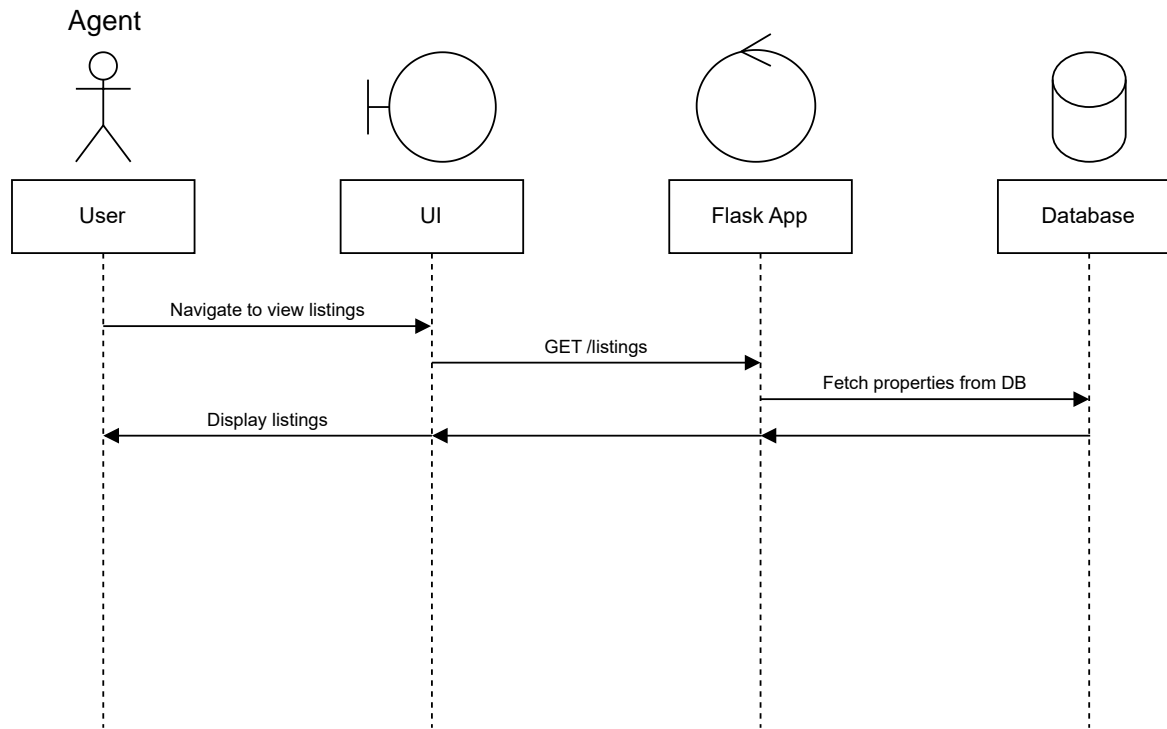 Agent
User
UI
Flask App
Database
Navigate to view listings
GET /listings
Fetch properties from DB
Display listings